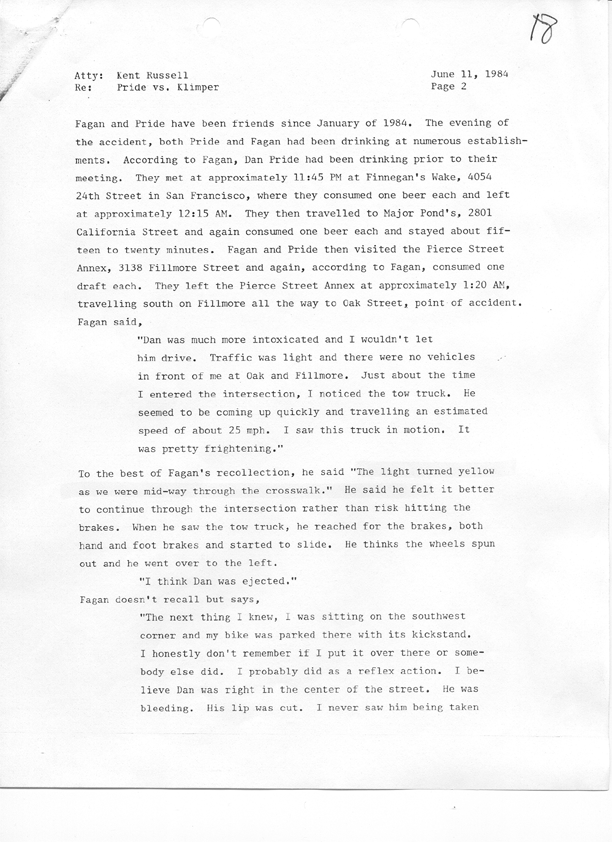 18
Atty: Kent Russell June 11, 1984
Re: Pride vs. Klimper Page 2
Fagan and Pride have been friends since January of 1984. The evening of
the accident, both Pride and Fagan had been drinking at numerous establish-
ments. According to Fagan, Dan Pride had been drinking prior to their
meeting. They met at approximately 11:45 PM at Finnegan's Wake, 4054
24th Street in San Francisco, where they consumed one beer each and left
at approximately 12:15 AM. They then travelled to Major Pond's, 2801
California Street and again consumed one beer each and stayed about fif-
teen to twenty minutes. Fagan and Pride then visited the Pierce Street
Annex, 3138 Fillmore Street and again, according to Fagan, consumed one
draft each. They left the Pierce Street Annex at approximately 1:20 AM,
travelling south on Fillmore all the way to Oak Street, point of accident.
Fagan said,
"Dan was much more intoxicated and I wouldn't let
him drive. Traffic was light and there were no vehicles
in front of me at Oak and Fillmore. Just about the time
I entered the intersection, I noticed the tow truck. He
seemed to be coming up quickly and travelling an estimated
speed of about 25 mph. I saw this truck in motion. It
was pretty frightening."
To the best of Fagan's recollection, he said "The light turned yellow
as we were mid-way through the crosswalk." He said he felt it better
to continue through the intersection rather than risk hitting the
brakes. When he saw the tow truck, he reached for the brakes, both
hand and foot brakes and started to slide. He thinks the wheels spun
out and he went over to the left.
"I think Dan was ejected."
Fagan doesn't recall but says,
"The next thing I knew, I was sitting on the southwest
corner and my bike was parked there with its kickstand.
I honestly don't remember if I put it over there or some-
body else did. I probably did as a reflex action. I be-
lieve Dan was right in the center of the street. He was
bleeding. His lip was cut. I never saw him being taken